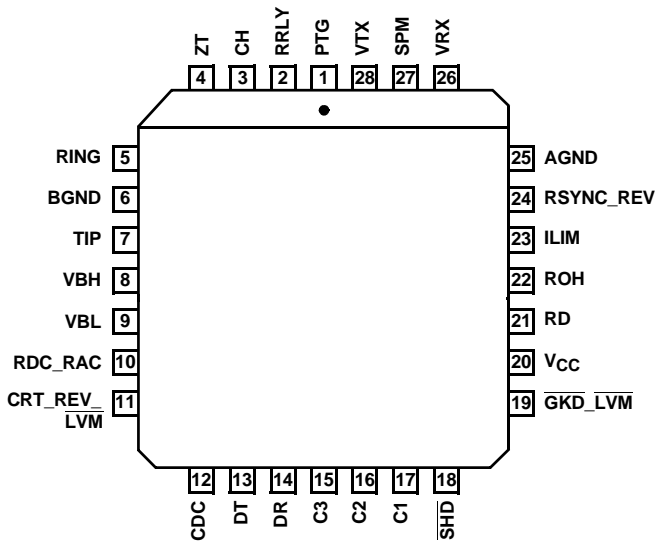 ZT CH RRLY PTG VTX SPM VRX
4 3 2 1 28 27 26
RING 5
BGND 6
TIP 7
VBH 8
VBL 9
RDC_RAC 10
CRT_REV_ 11
LVM
25 AGND
24 RSYNC_REV
23 ILIM
22 ROH
21 RD
20 VCC
19 GKD_LVM
12 13 14 15 16 17 18
CDC DT DR C3 C2 C1 SHD